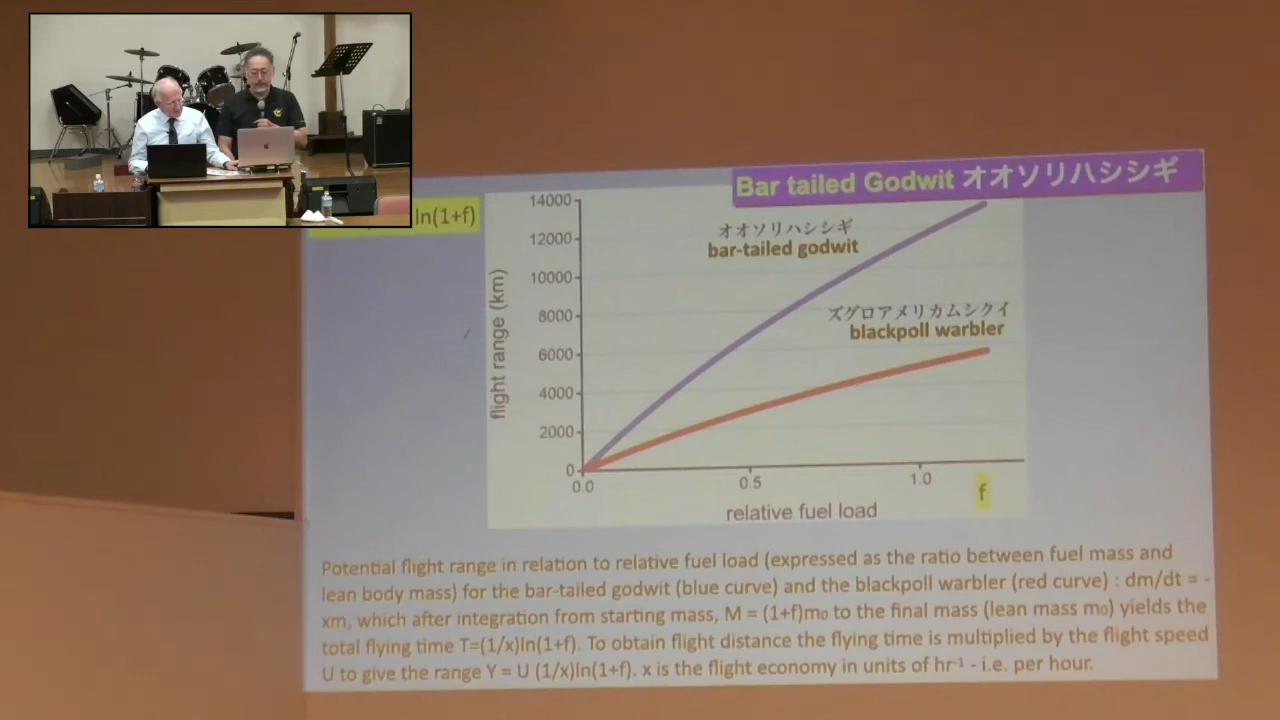 Bar tailed Godwit オオソリハシシギ
ln(1+f)
14000
12000
10000
8000
6000
4000
2000
0
flight range (km)
オオソリハシシギ
bar-tailed godwit
ズグロアメリカムシクイ
blackpoll warbler
0.0
0.5
1.0
f
relative fuel load
Potential flight range in relation to relative fuel load (expressed as the ratio between fuel mass and
lean body mass) for the bar-tailed godwit (blue curve) and the blackpoll warbler (red curve) : dm/dt = -
xm, which after integration from starting mass, M = (1+f)m₀ to the final mass (lean mass m₀) yields the
total flying time T=(1/x)ln(1+f). To obtain flight distance the flying time is multiplied by the flight speed
U to give the range Y = U (1/x)ln(1+f). x is the flight economy in units of hr⁻¹ - i.e. per hour.